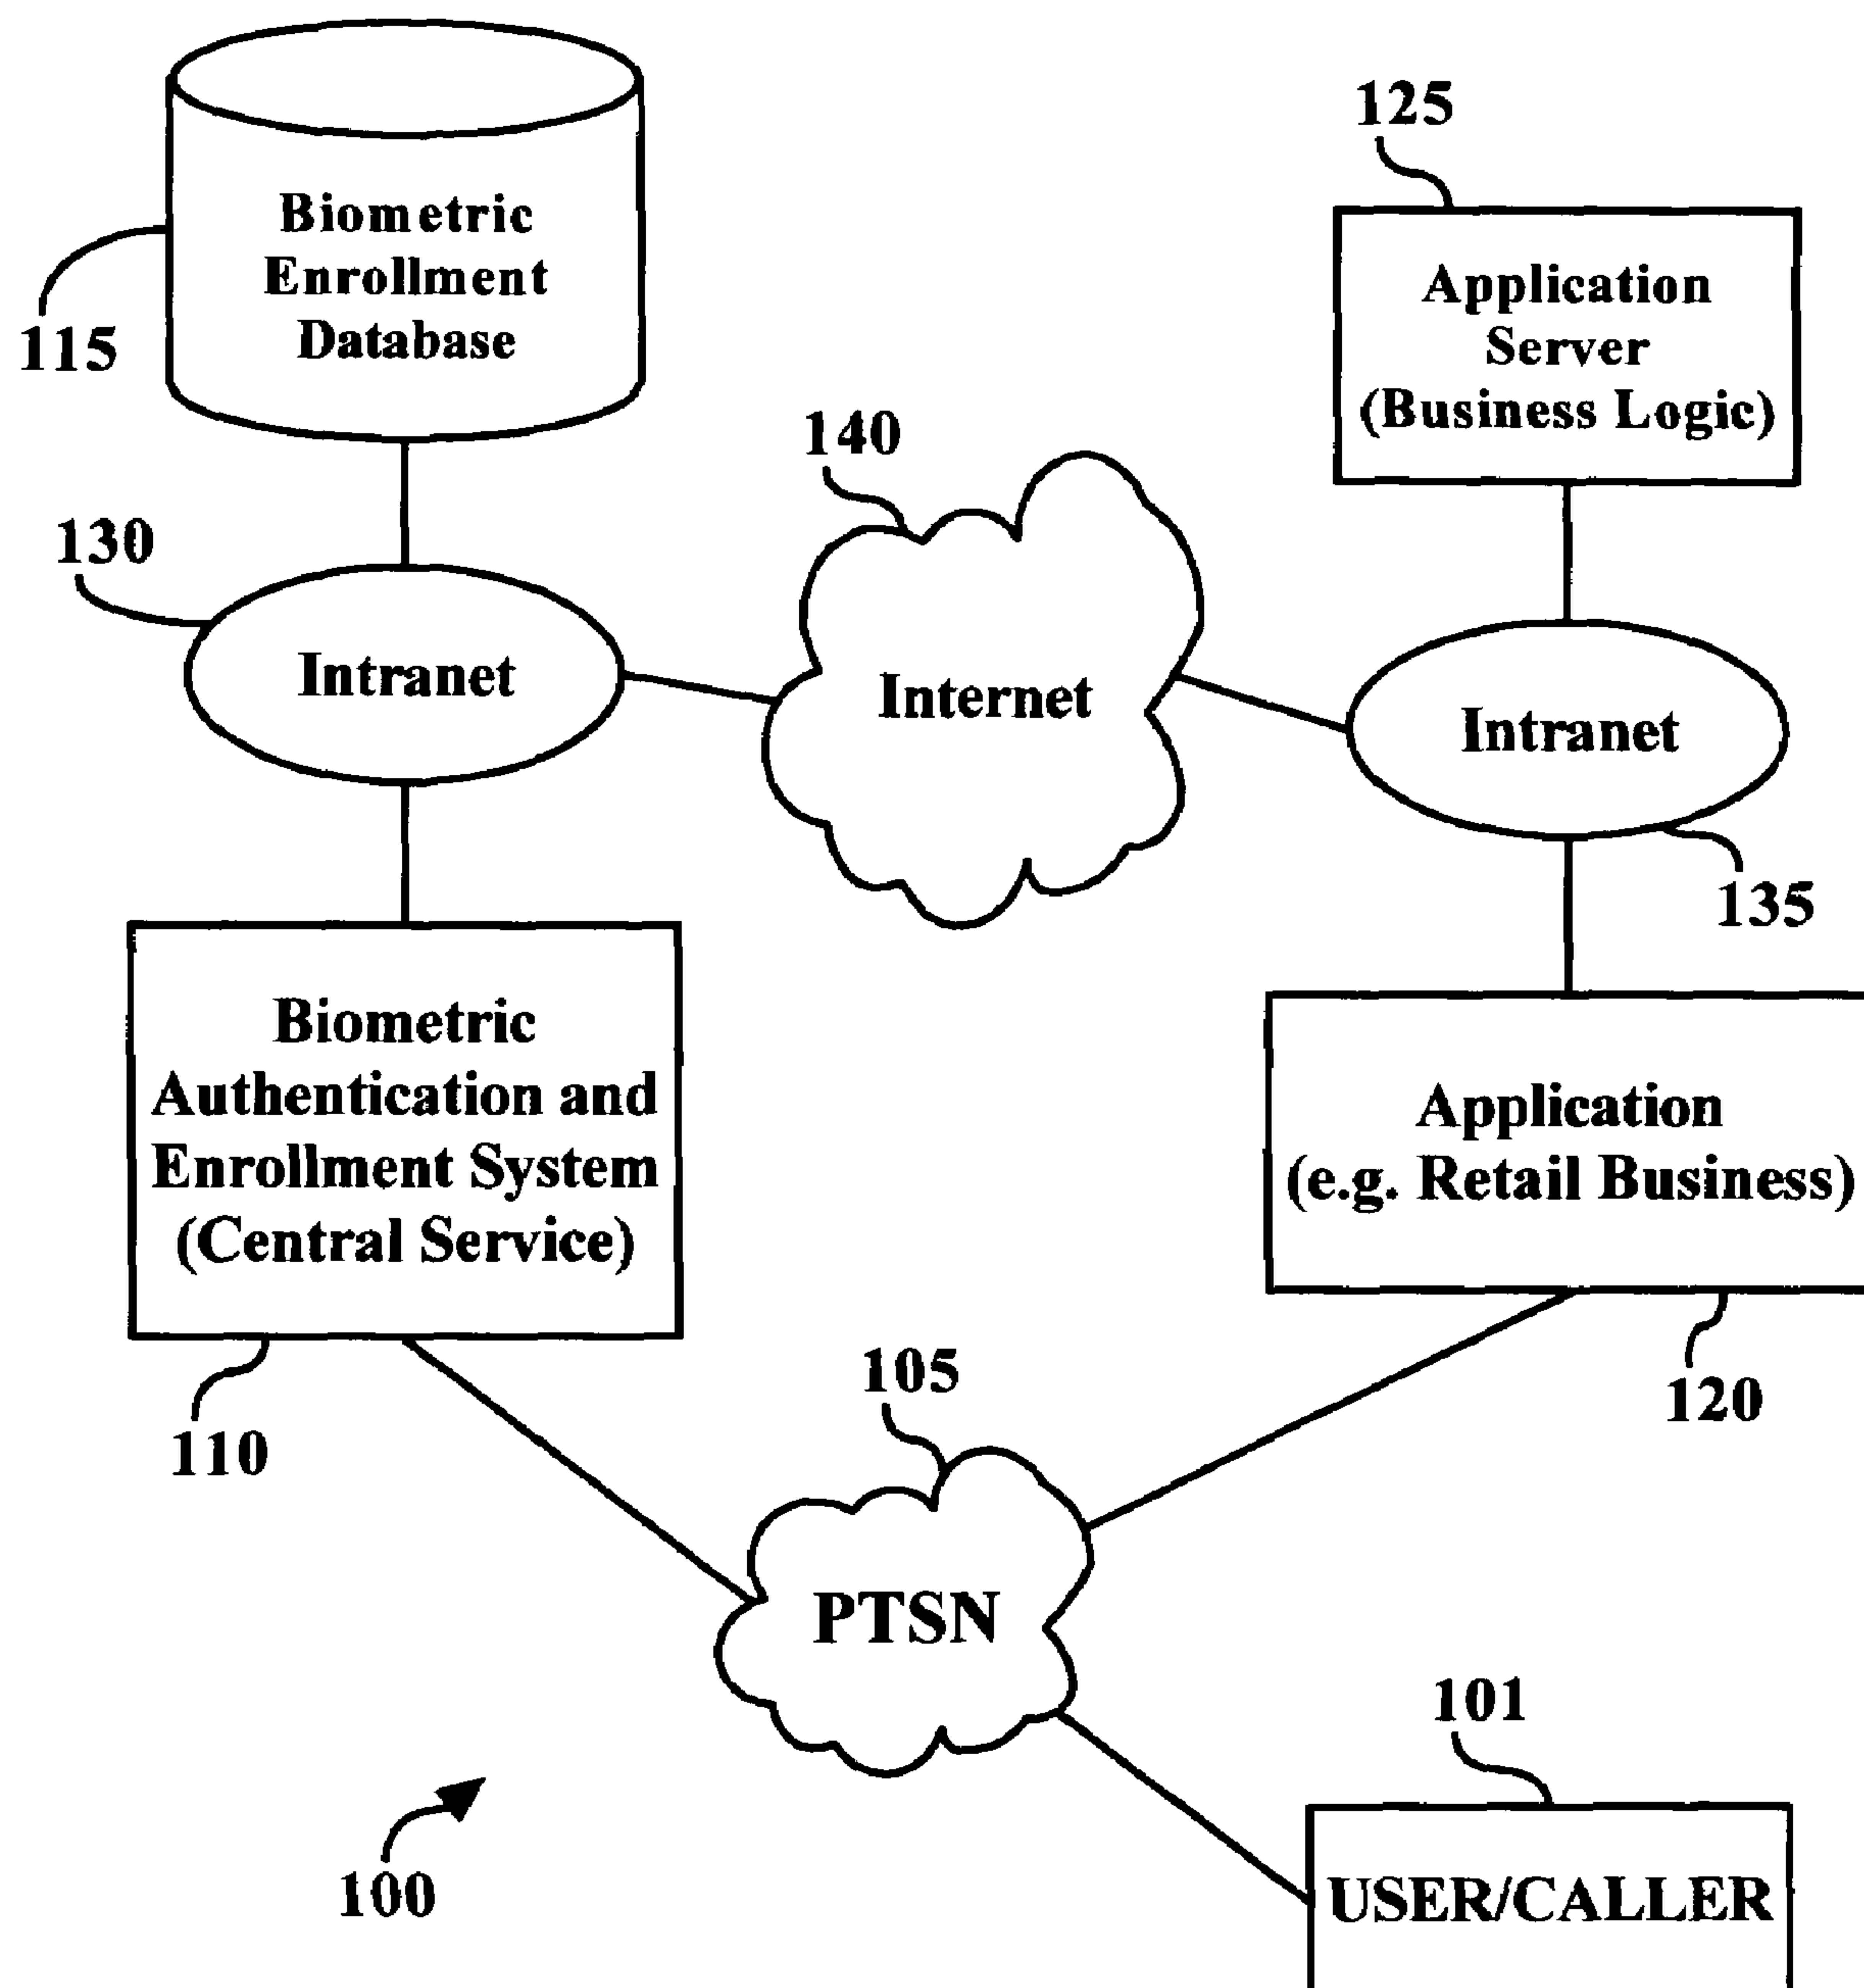 125
Biometric
Enrollment
Database
115
Application
Server
(Business Logic)
140
130
Intranet
Internet
Intranet
135
Biometric
Authentication and
Enrollment System
(Central Service)
110
Application
(e.g. Retail Business)
120
105
PTSN
101
USER/CALLER
100